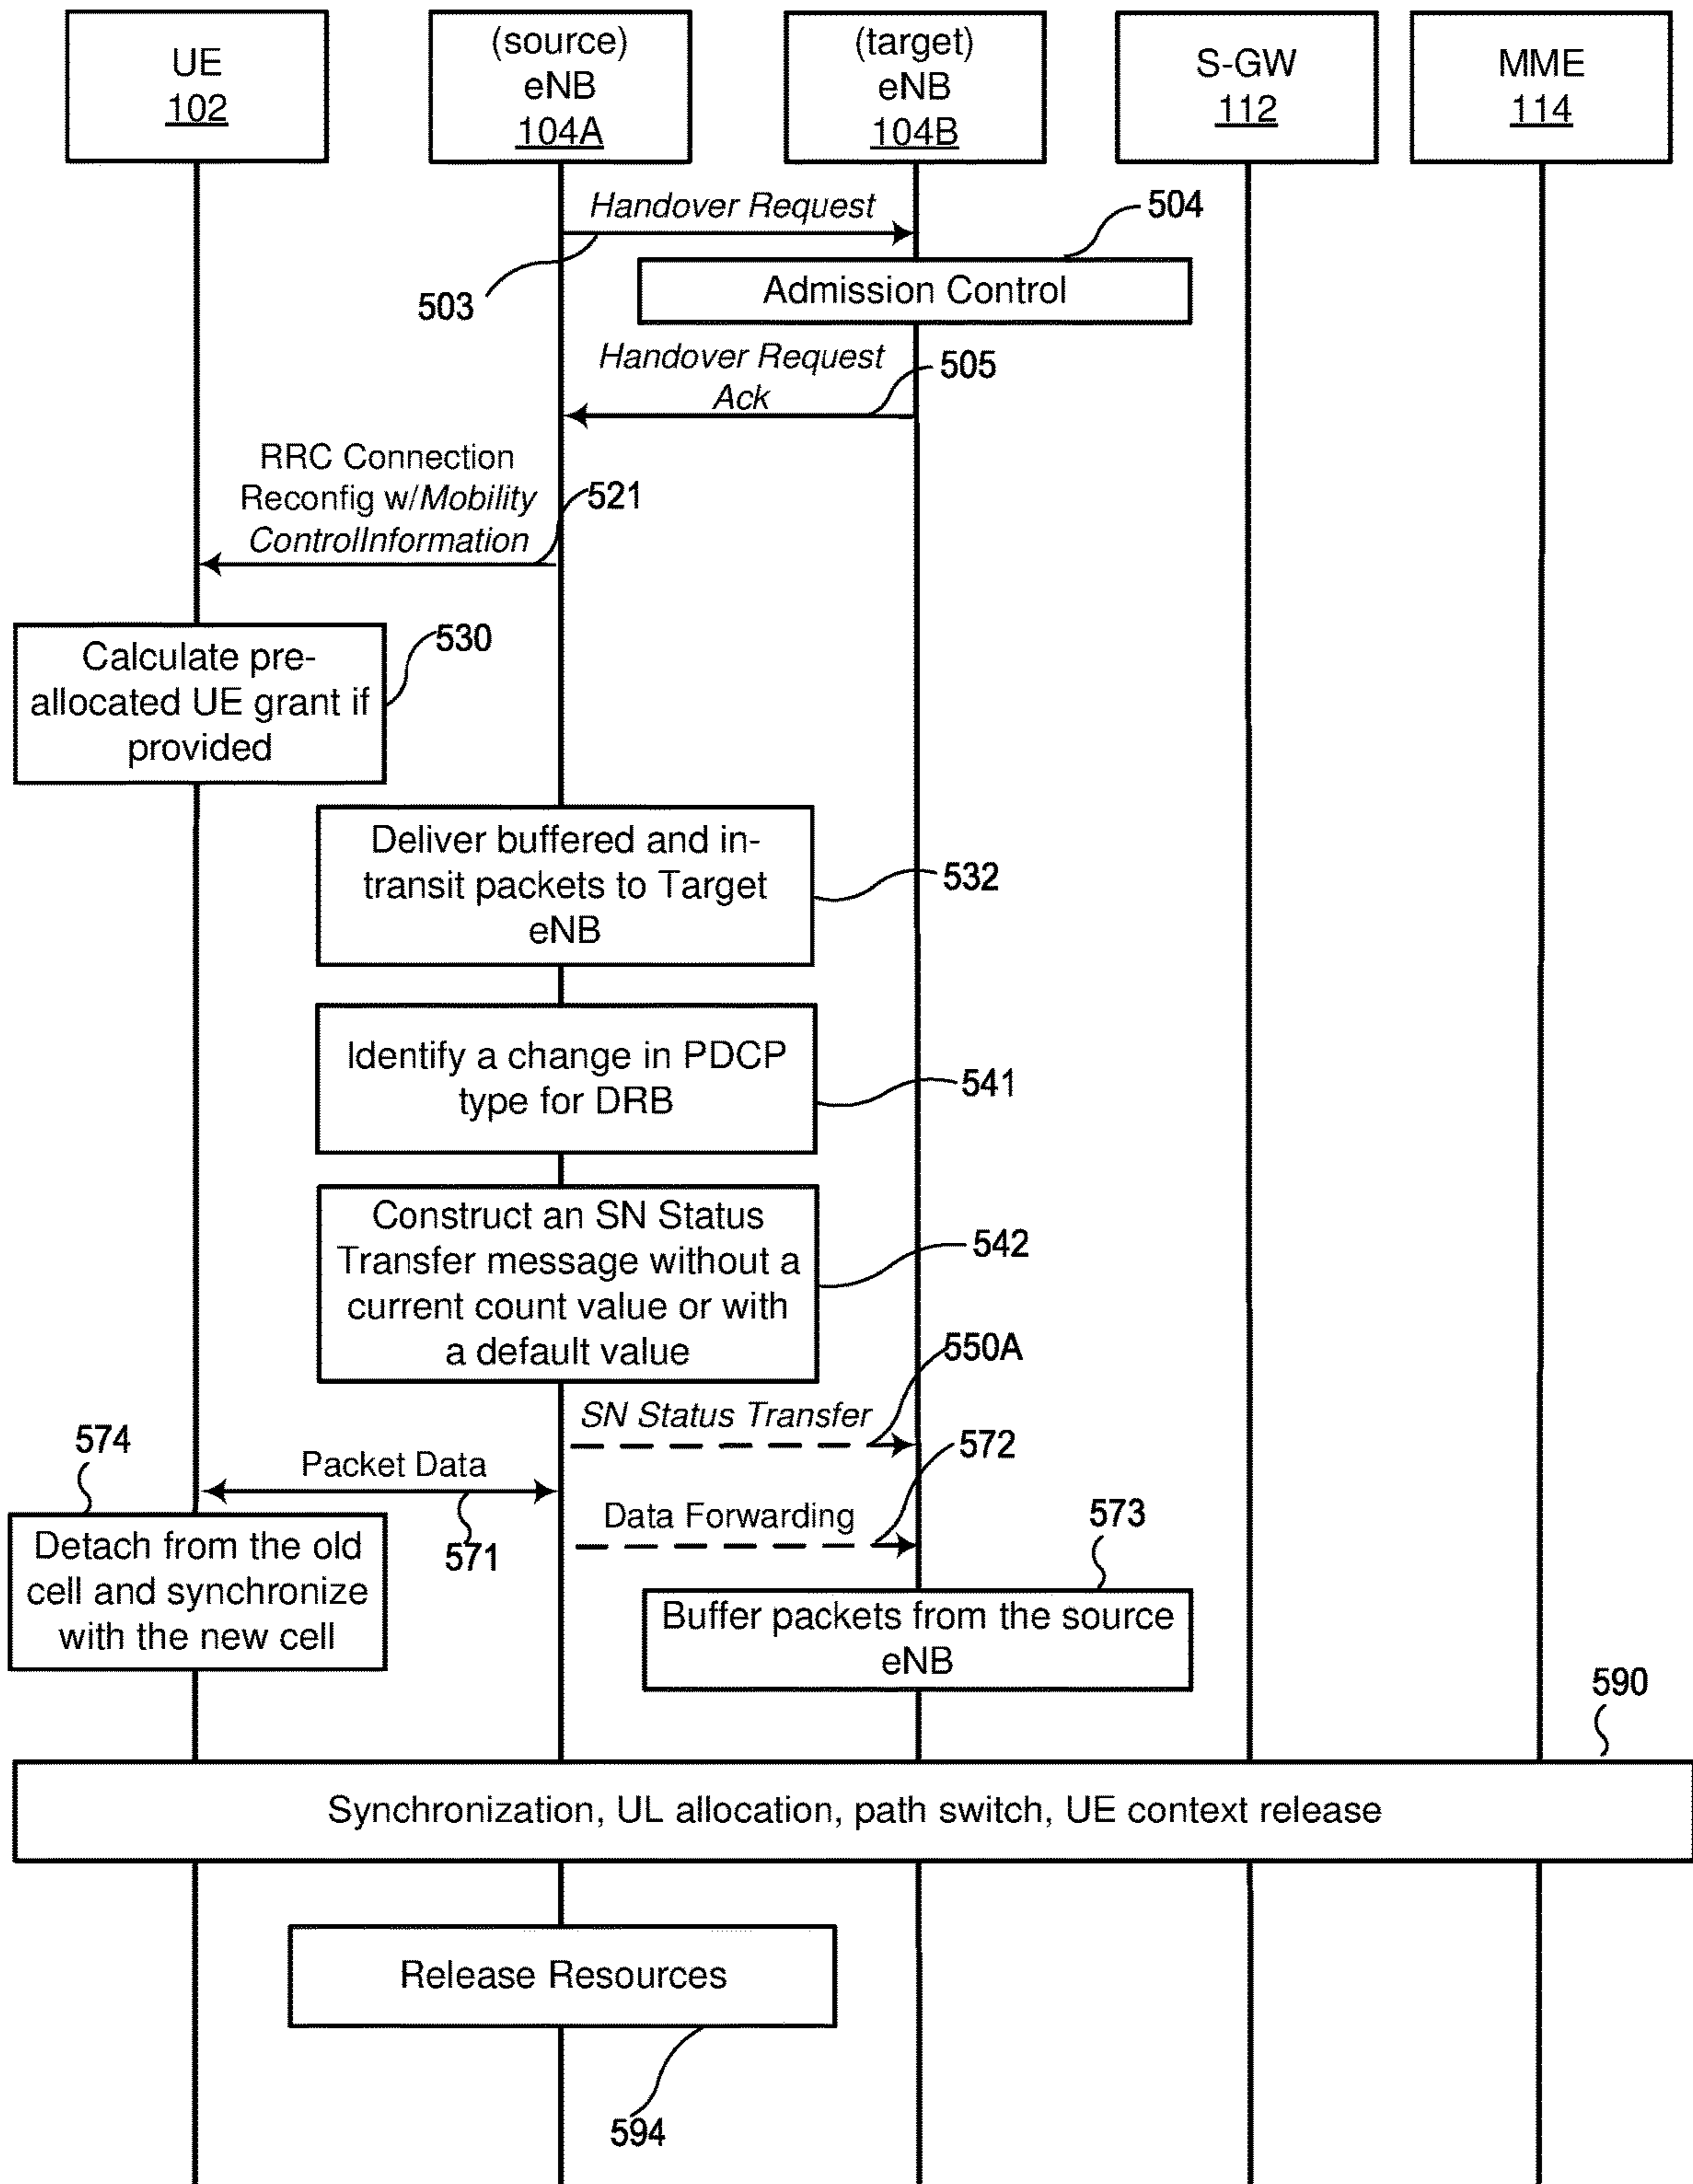 UE
102
(source)
eNB
104A
(target)
eNB
104B
S-GW
112
MME
114
Handover Request
504
503
Admission Control
Handover Request
Ack
505
RRC Connection
Reconfig w/Mobility
ControlInformation
521
Calculate pre-
allocated UE grant if
provided
530
Deliver buffered and in-
transit packets to Target
eNB
532
Identify a change in PDCP
type for DRB
541
Construct an SN Status
Transfer message without a
current count value or with
a default value
542
550A
SN Status Transfer
574
Packet Data
571
572
Data Forwarding
573
Detach from the old
cell and synchronize
with the new cell
Buffer packets from the source
eNB
590
Synchronization, UL allocation, path switch, UE context release
Release Resources
594